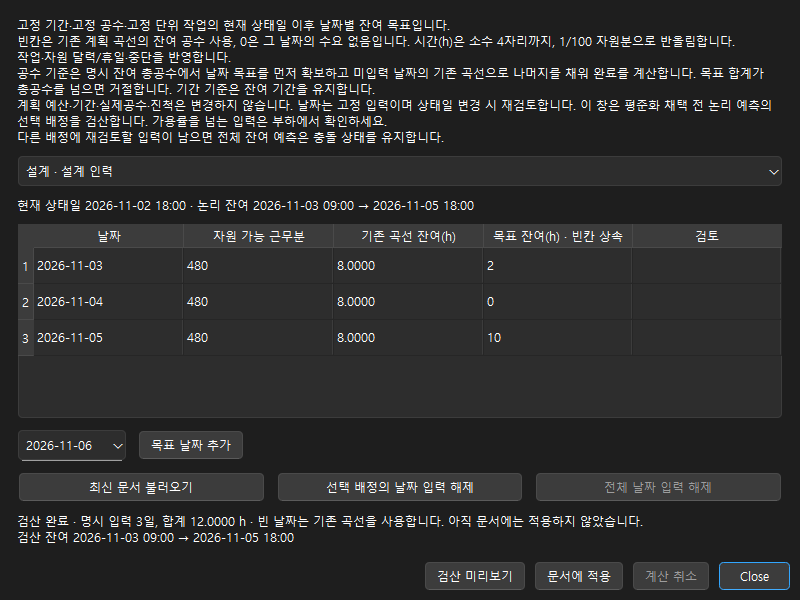 고정 기간·고정 공수·고정 단위 작업의 현재 상태일 이후 날짜별 잔여 목표입니다.
빈칸은 기존 계획 곡선의 잔여 공수 사용, 0은 그 날짜의 수요 없음입니다. 시간(h)은 소수 4자리까지, 1/100 자원분으로 반올림합니다.
작업·자원 달력/휴일·중단을 반영합니다.
공수 기준은 명시 잔여 총공수에서 날짜 목표를 먼저 확보하고 미입력 날짜의 기존 곡선으로 나머지를 채워 완료를 계산합니다. 목표 합계가
총공수를 넘으면 거절합니다. 기간 기준은 잔여 기간을 유지합니다.
계획 예산·기간·실제공수·진척은 변경하지 않습니다. 날짜는 고정 입력이며 상태일 변경 시 재검토합니다. 이 창은 평준화 채택 전 논리 예측의
선택 배정을 검산합니다. 가용률을 넘는 입력은 부하에서 확인하세요.
다른 배정에 재검토할 입력이 남으면 전체 잔여 예측은 충돌 상태를 유지합니다.
설계 · 설계 인력
현재 상태일 2026-11-02 18:00 · 논리 잔여 2026-11-03 09:00 → 2026-11-05 18:00
날짜 자원 가능 근무분 기존 곡선 잔여(h) 목표 잔여(h) · 빈칸 상속 검토
1 2026-11-03 480 8.0000 2
2 2026-11-04 480 8.0000 0
3 2026-11-05 480 8.0000 10
2026-11-06 목표 날짜 추가
최신 문서 불러오기 선택 배정의 날짜 입력 해제 전체 날짜 입력 해제
검산 완료 · 명시 입력 3일, 합계 12.0000 h · 빈 날짜는 기존 곡선을 사용합니다. 아직 문서에는 적용하지 않았습니다.
검산 잔여 2026-11-03 09:00 → 2026-11-05 18:00
검산 미리보기 문서에 적용 계산 취소 Close